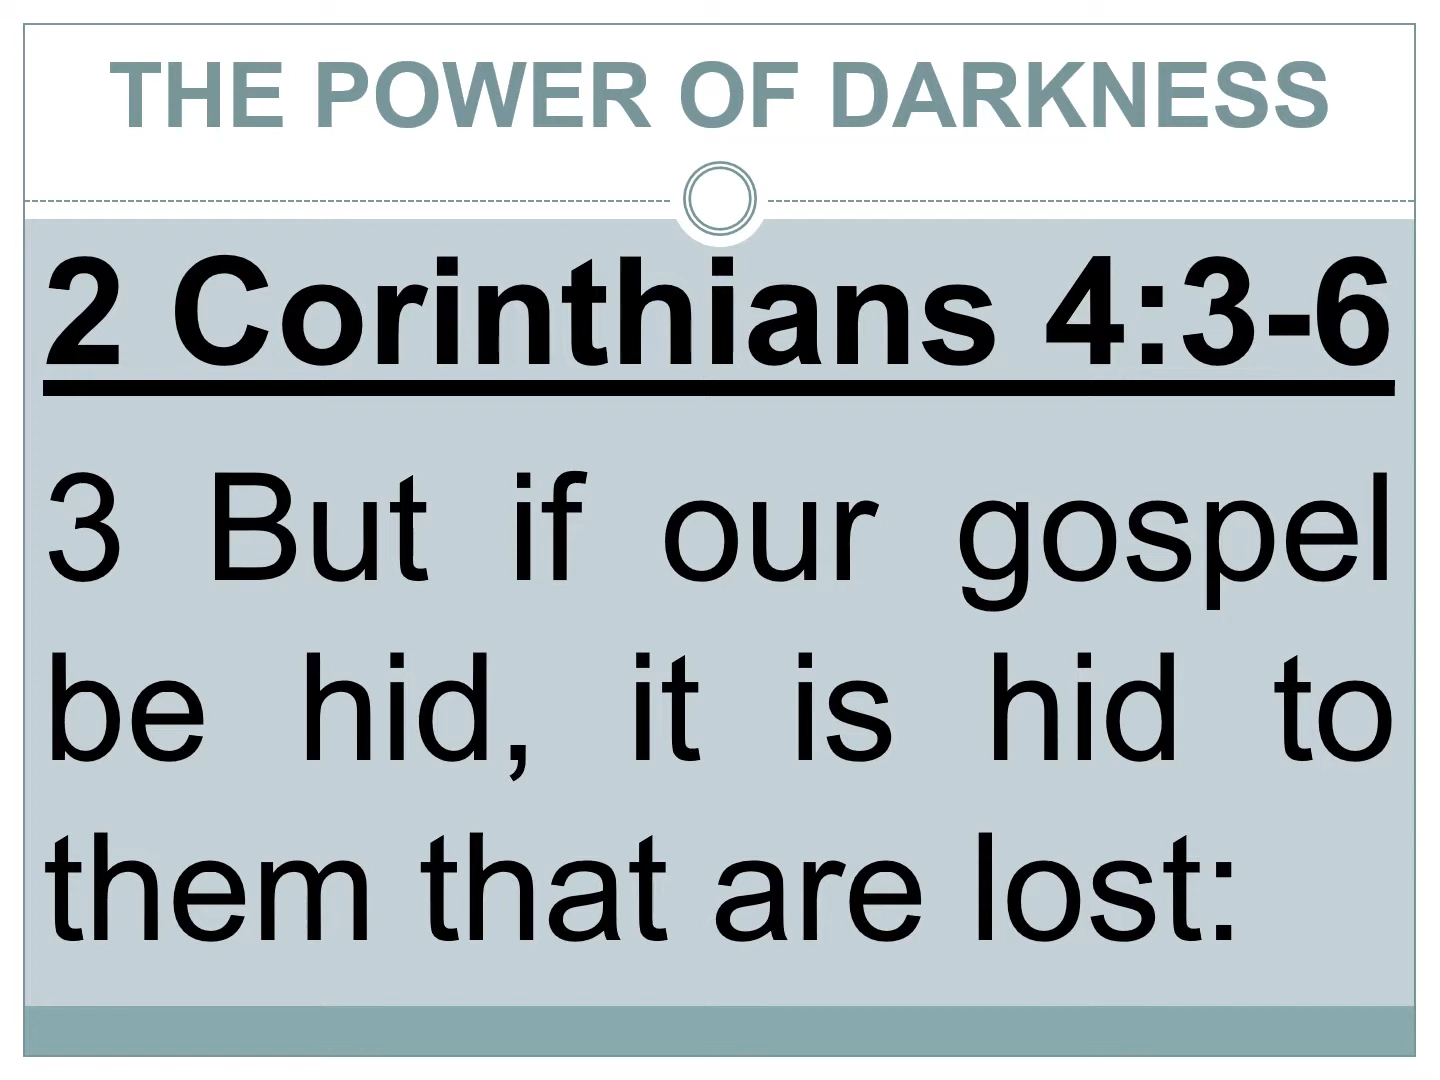 THE POWER OF DARKNESS
2 Corinthians 4:3-6
3 But if our gospel
be hid, it is hid to
them that are lost: